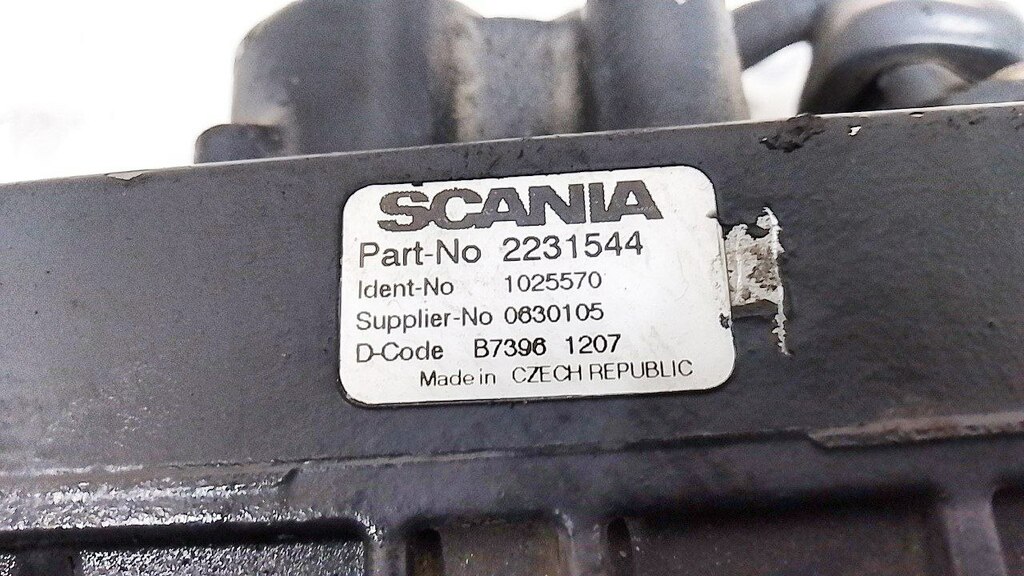 SCANIA
Part-No 2231544
Ident-No 1025570
Supplier-No 0630105
D-Code B7396 1207
Made in CZECH REPUBLIC